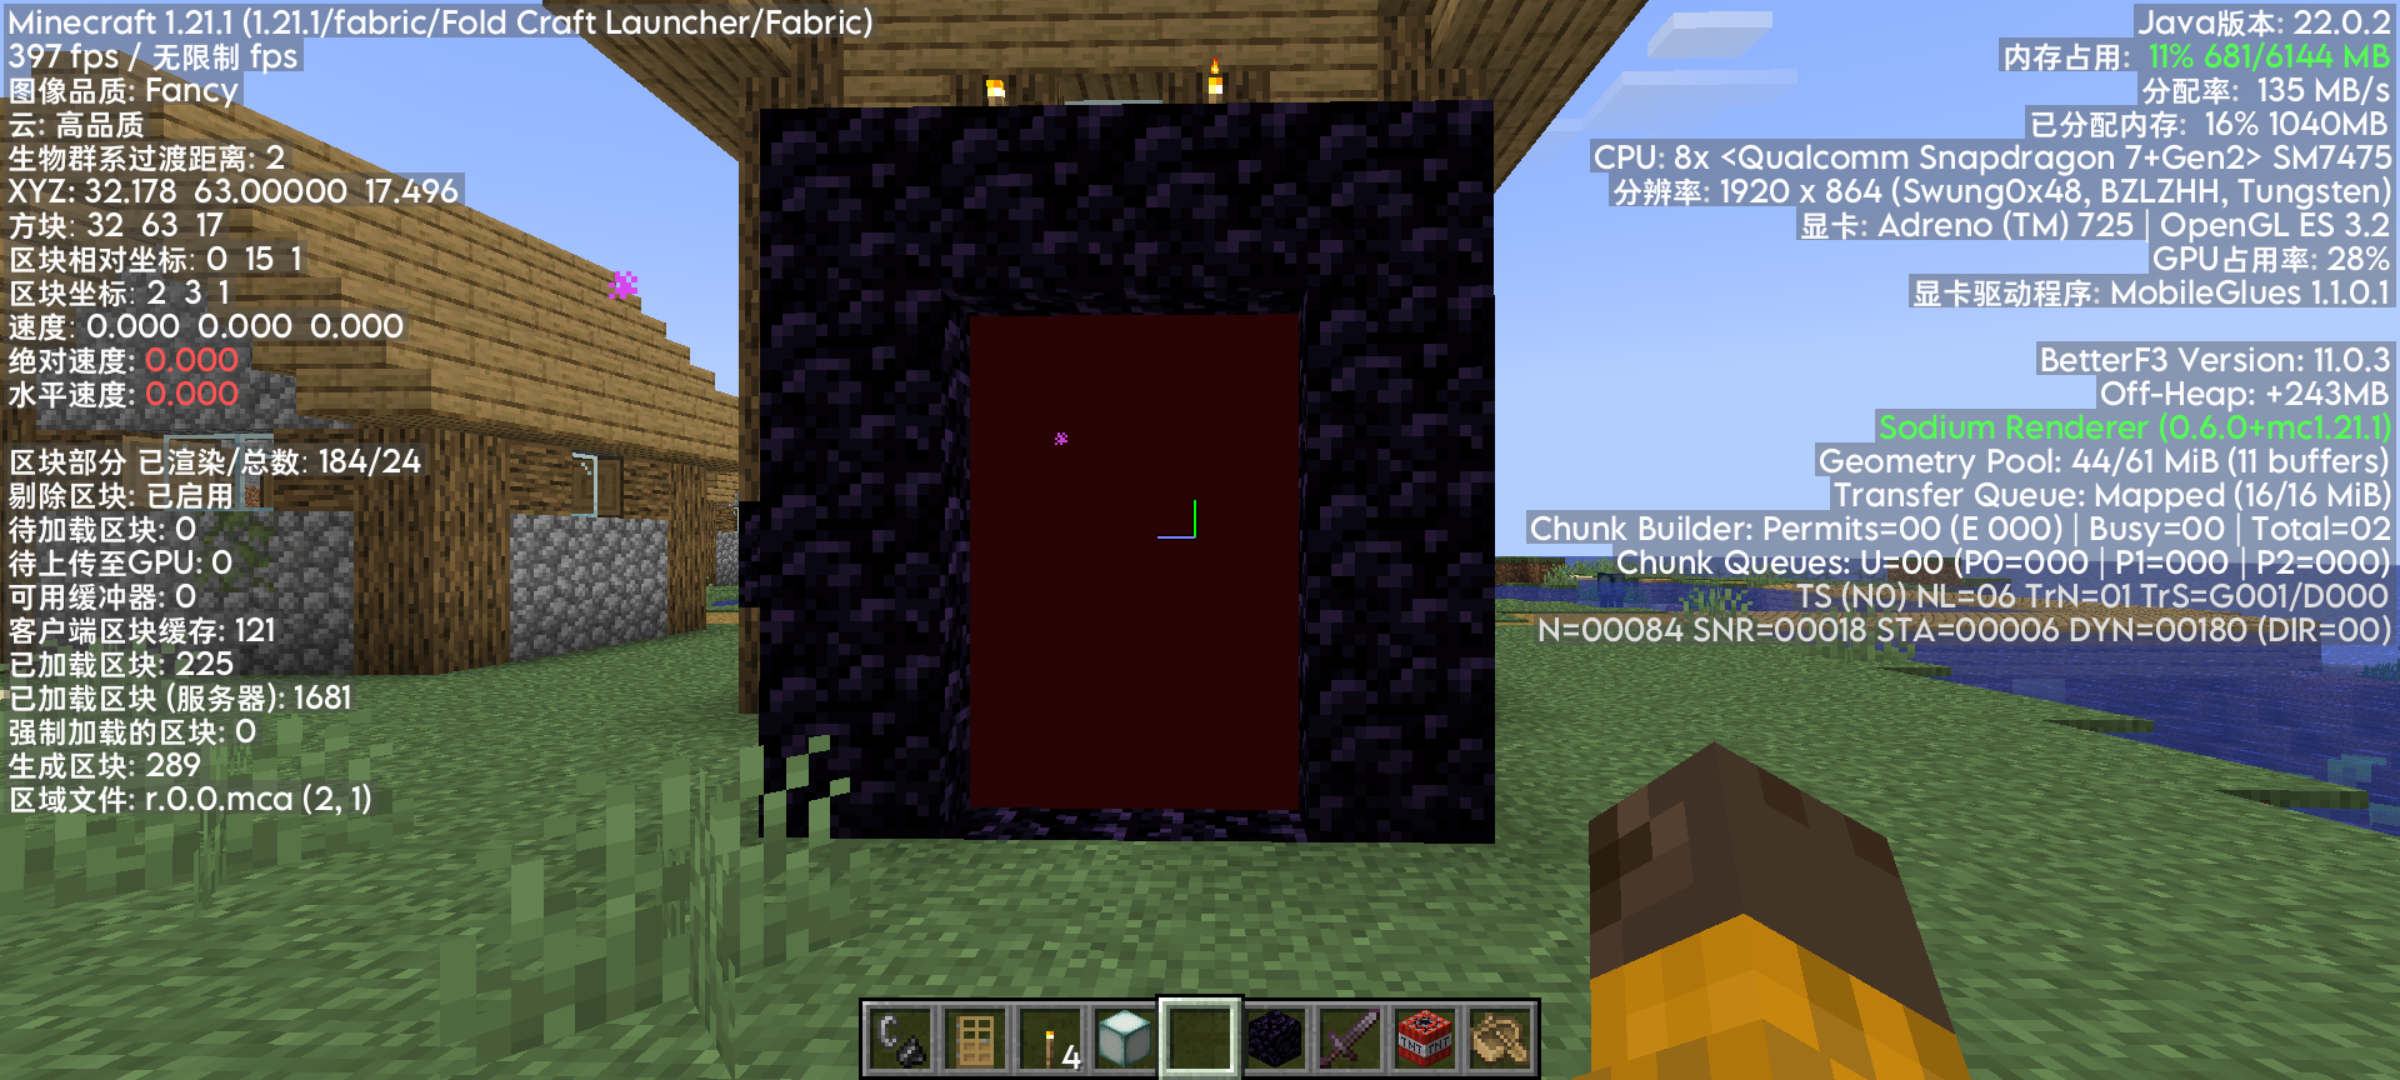 Minecraft 1.21.1 (1.21.1/fabric/Fold Craft Launcher/Fabric)
397 fps / 无限制 fps
图像品质: Fancy
云: 高品质
生物群系过渡距离: 2
XYZ: 32.178 63.00000 17.496
方块: 32 63 17
区块相对坐标: 0 15 1
区块坐标: 2 3 1
速度: 0.000 0.000 0.000
绝对速度: 0.000
水平速度: 0.000
区块部分 已渲染/总数: 184/24
剔除区块: 已启用
待加载区块: 0
待上传至GPU: 0
可用缓冲器: 0
客户端区块缓存: 121
已加载区块: 225
已加载区块 (服务器): 1681
强制加载的区块: 0
生成区块: 289
区域文件: r.0.0.mca (2, 1)
Java版本: 22.0.2
内存占用: 11% 681/6144 MB
分配率: 135 MB/s
已分配内存: 16% 1040MB
CPU: 8x <Qualcomm Snapdragon 7+Gen2> SM7475
分辨率: 1920 x 864 (Swung0x48, BZLZHH, Tungsten)
显卡: Adreno (TM) 725 | OpenGL ES 3.2
GPU占用率: 28%
显卡驱动程序: MobileGlues 1.1.0.1
BetterF3 Version: 11.0.3
Off-Heap: +243MB
Sodium Renderer (0.6.0+mc1.21.1)
Geometry Pool: 44/61 MiB (11 buffers)
Transfer Queue: Mapped (16/16 MiB)
Chunk Builder: Permits=00 (E 000) | Busy=00 | Total=02
Chunk Queues: U=00 (P0=000 | P1=000 | P2=000)
TS (N0) NL=06 TrN=01 TrS=G001/D000
N=00084 SNR=00018 STA=00006 DYN=00180 (DIR=00)
4
TNT TNT